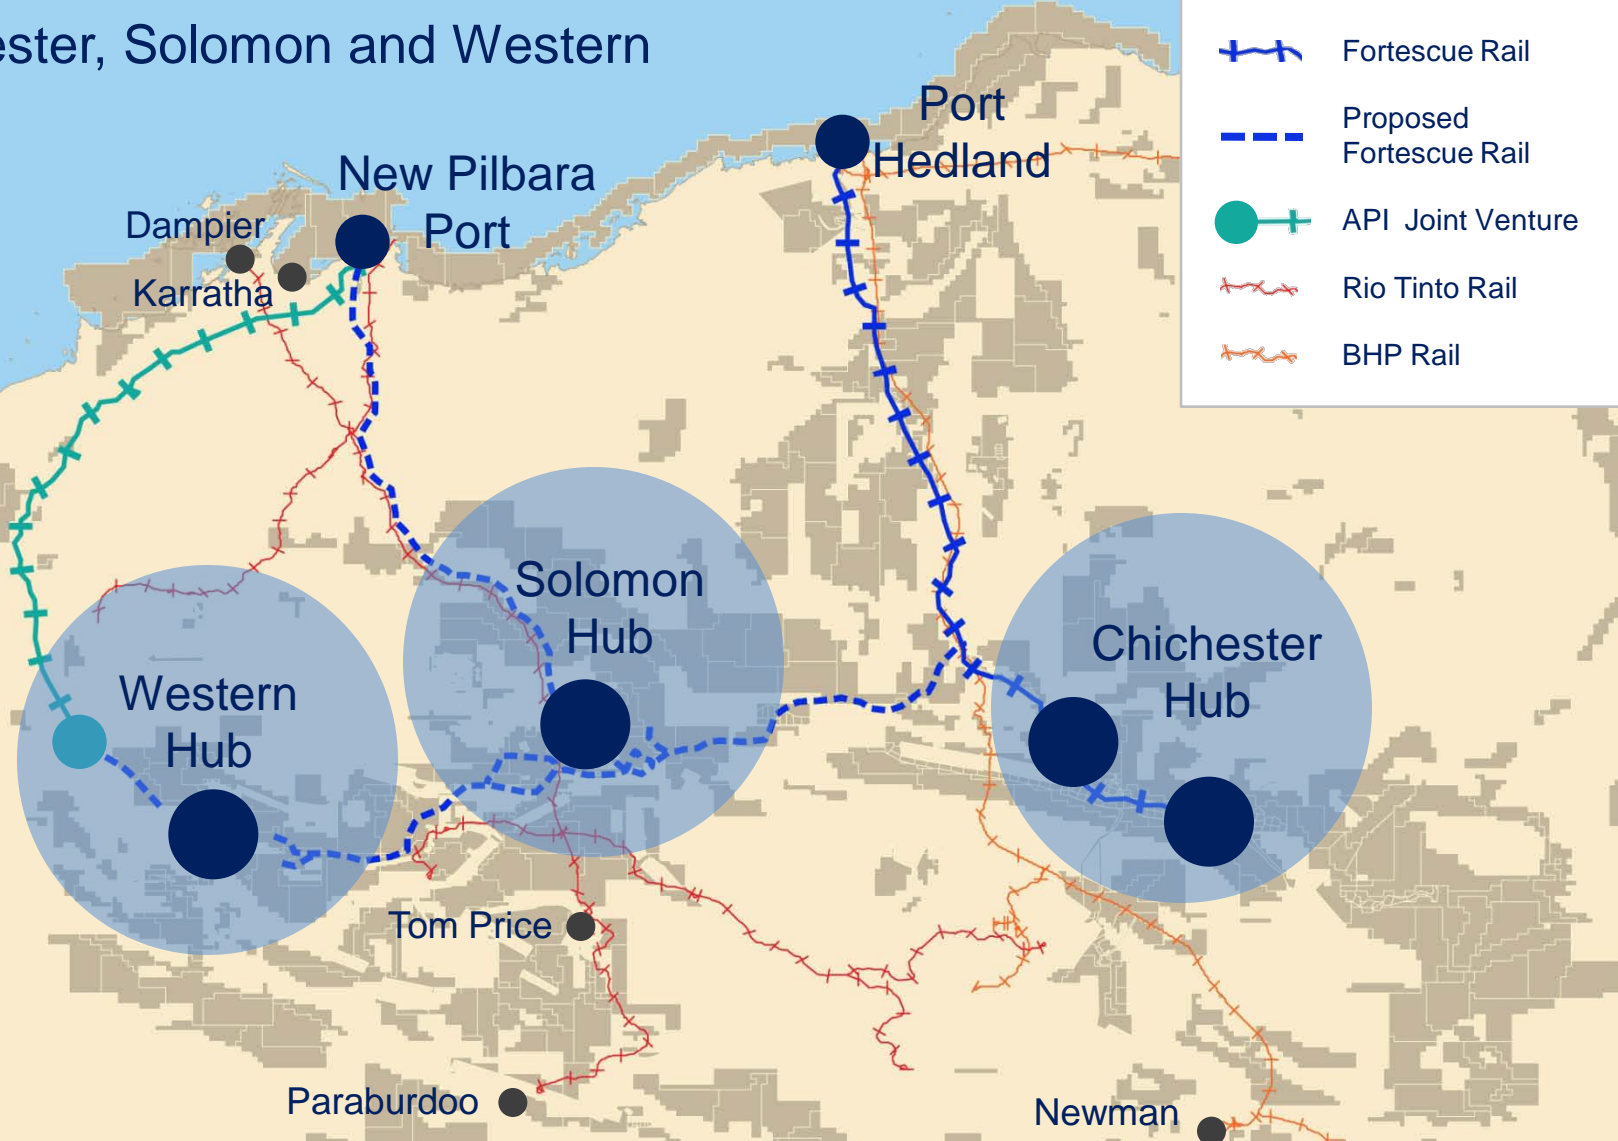 ester, Solomon and Western
Fortescue Rail
Proposed
Fortescue Rail
API Joint Venture
Rio Tinto Rail
BHP Rail
Port
Hedland
New Pilbara
Port
Dampier
Karratha
Solomon
Hub
Chichester
Hub
Western
Hub
Tom Price
Paraburdoo
Newman